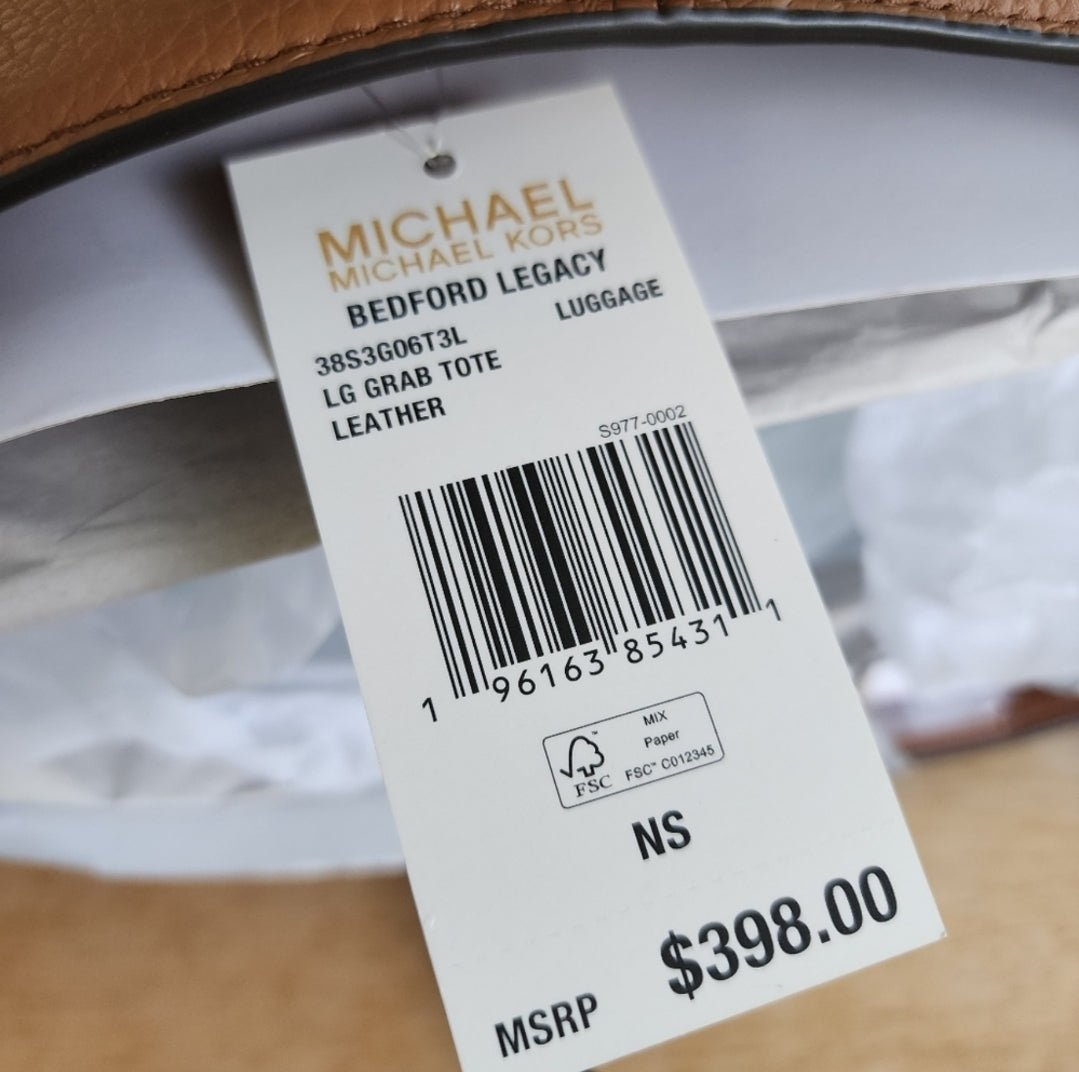 MICHAEL
MICHAEL KORS
BEDFORD LEGACY
38S3G06T3L LUGGAGE
LG GRAB TOTE
LEATHER
S977-0002
1 96163 85431 1
MIX
Paper
FSC™ C012345
FSC
NS
MSRP $398.00